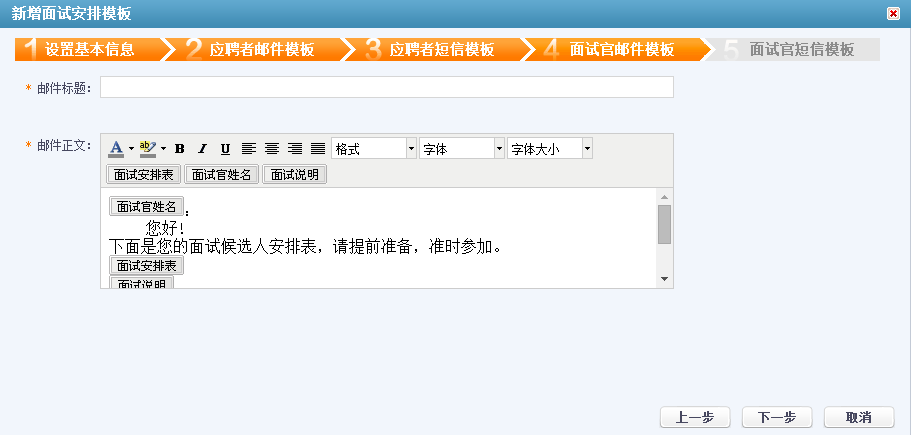 新增面试安排模板
1 设置基本信息 2 应聘者邮件模板 3 应聘者短信模板 4 面试官邮件模板 5 面试官短信模板
* 邮件标题：
* 邮件正文：
A ab B I U 格式 字体 字体大小
面试安排表 面试官姓名 面试说明
面试官姓名：
您好！
下面是您的面试候选人安排表，请提前准备，准时参加。
面试安排表
面试说明
上一步 下一步 取消